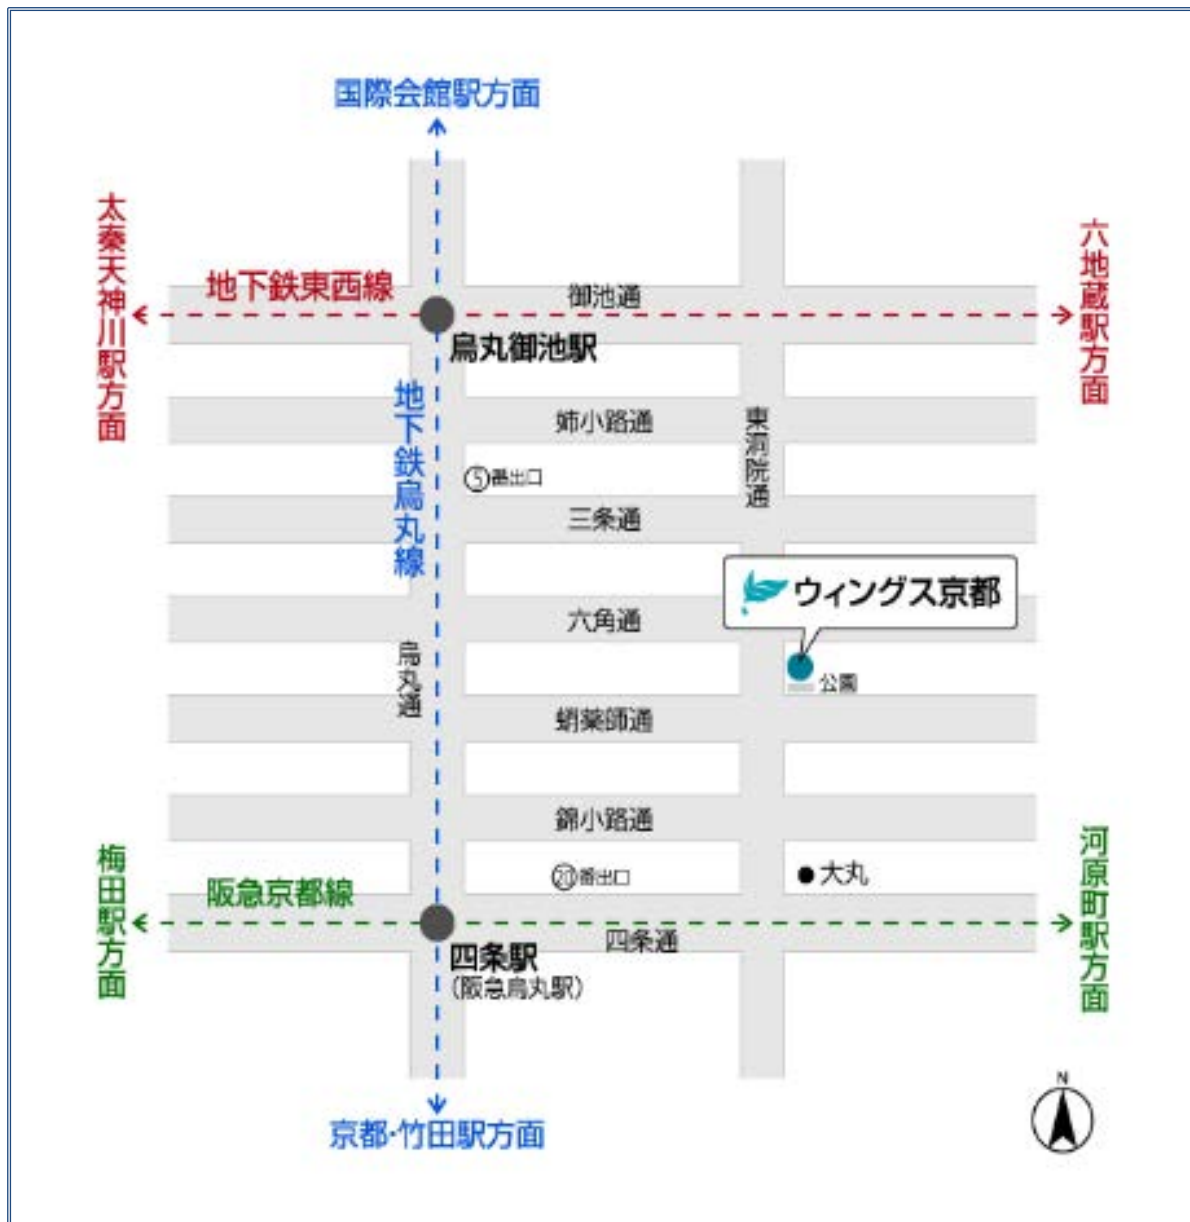 国際会館駅方面
太秦天神川駅方面
地下鉄東西線
御池通
六地蔵駅方面
烏丸御池駅
地下鉄烏丸線
姉小路通
東洞院通
⑤番出口
三条通
ウィングス京都
六角通
烏丸通
公園
蛸薬師通
錦小路通
梅田駅方面
阪急京都線
⑳番出口
大丸
河原町駅方面
四条通
四条駅
(阪急烏丸駅)
N
京都・竹田駅方面